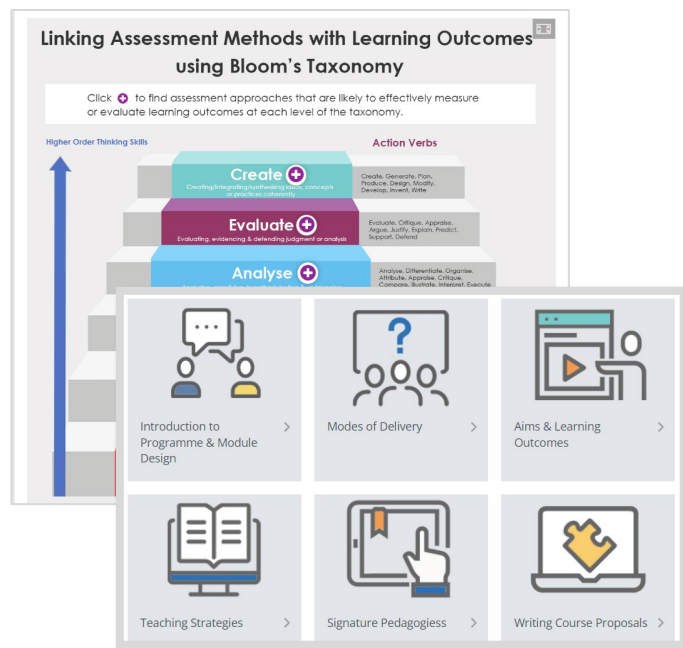 Linking Assessment Methods with Learning Outcomes
using Bloom's Taxonomy
Click + to find assessment approaches that are likely to effectively measure
or evaluate learning outcomes at each level of the taxonomy.
Higher Order Thinking Skills
Action Verbs
Create +
Creating/Integrating/synthesising ideas, concepts
or practices coherently
Create, Generate, Plan,
Produce, Design, Modify,
Develop, Invent, Write
Evaluate +
Evaluating, evidencing & defending judgment or analysis
Evaluate, Critique, Appraise,
Argue, Justify, Explain, Predict,
Support, Defend
Analyse +
Analyse, Differentiate, Organise,
Attribute, Appraise, Critique,
Compare, Illustrate, Interpret, Execute
?
Introduction to
Programme & Module
Design
Modes of Delivery
Aims & Learning
Outcomes
Teaching Strategies
Signature Pedagogiess
Writing Course Proposals